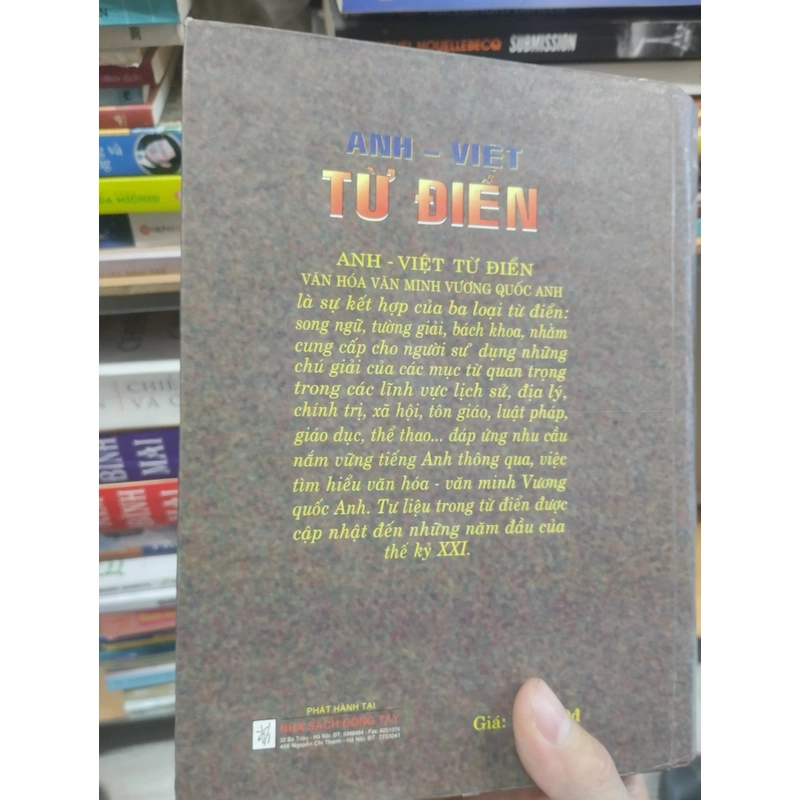 SUBMISSION
ANH – VIỆT
TỪ ĐIỂN
ANH - VIỆT TỪ ĐIỂN
VĂN HÓA VĂN MINH VƯƠNG QUỐC ANH
là sự kết hợp của ba loại từ điển:
song ngữ, tường giải, bách khoa, nhằm
cung cấp cho người sư dụng những
chú giải của các mục từ quan trọng
trong các lĩnh vực lịch sử, địa lý,
chính trị, xã hội, tôn giáo, luật pháp,
giáo dục, thể thao... đáp ứng nhu cầu
nắm vững tiếng Anh thông qua, việc
tìm hiểu văn hóa - văn minh Vương
quốc Anh. Tư liệu trong từ điển được
cập nhật đến những năm đầu của
thế kỷ XXI.
PHÁT HÀNH TẠI
NHÀ SÁCH ĐÔNG TÂY
Giá:
đ
BÌNH
MAI